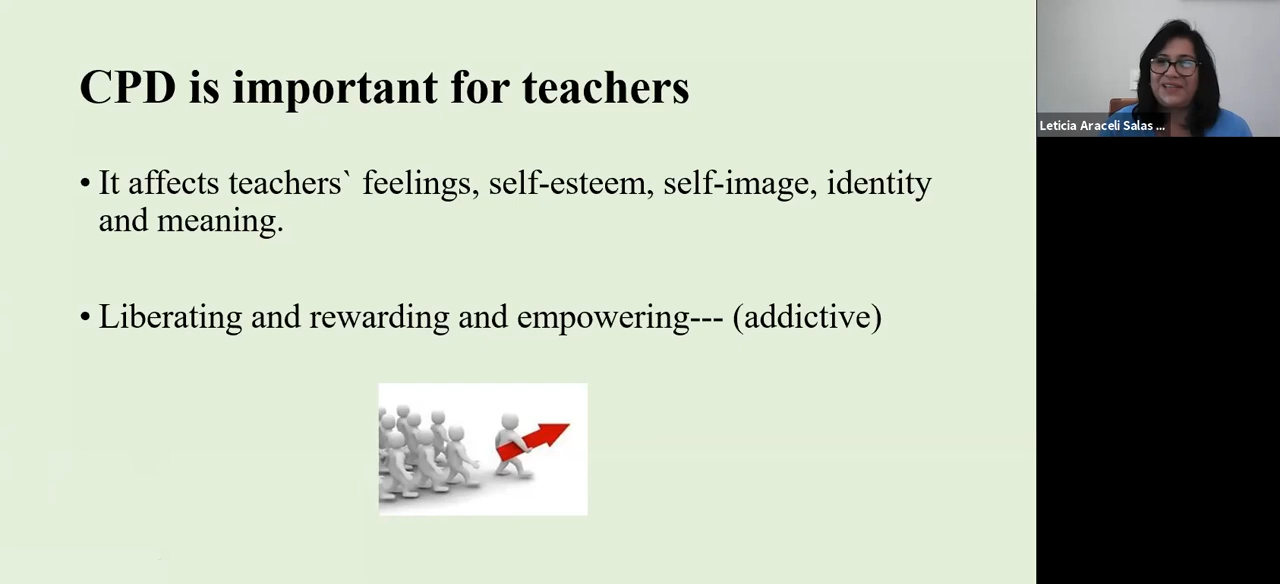 CPD is important for teachers
• It affects teachers` feelings, self-esteem, self-image, identity
and meaning.
• Liberating and rewarding and empowering--- (addictive)
Leticia Araceli Salas ...